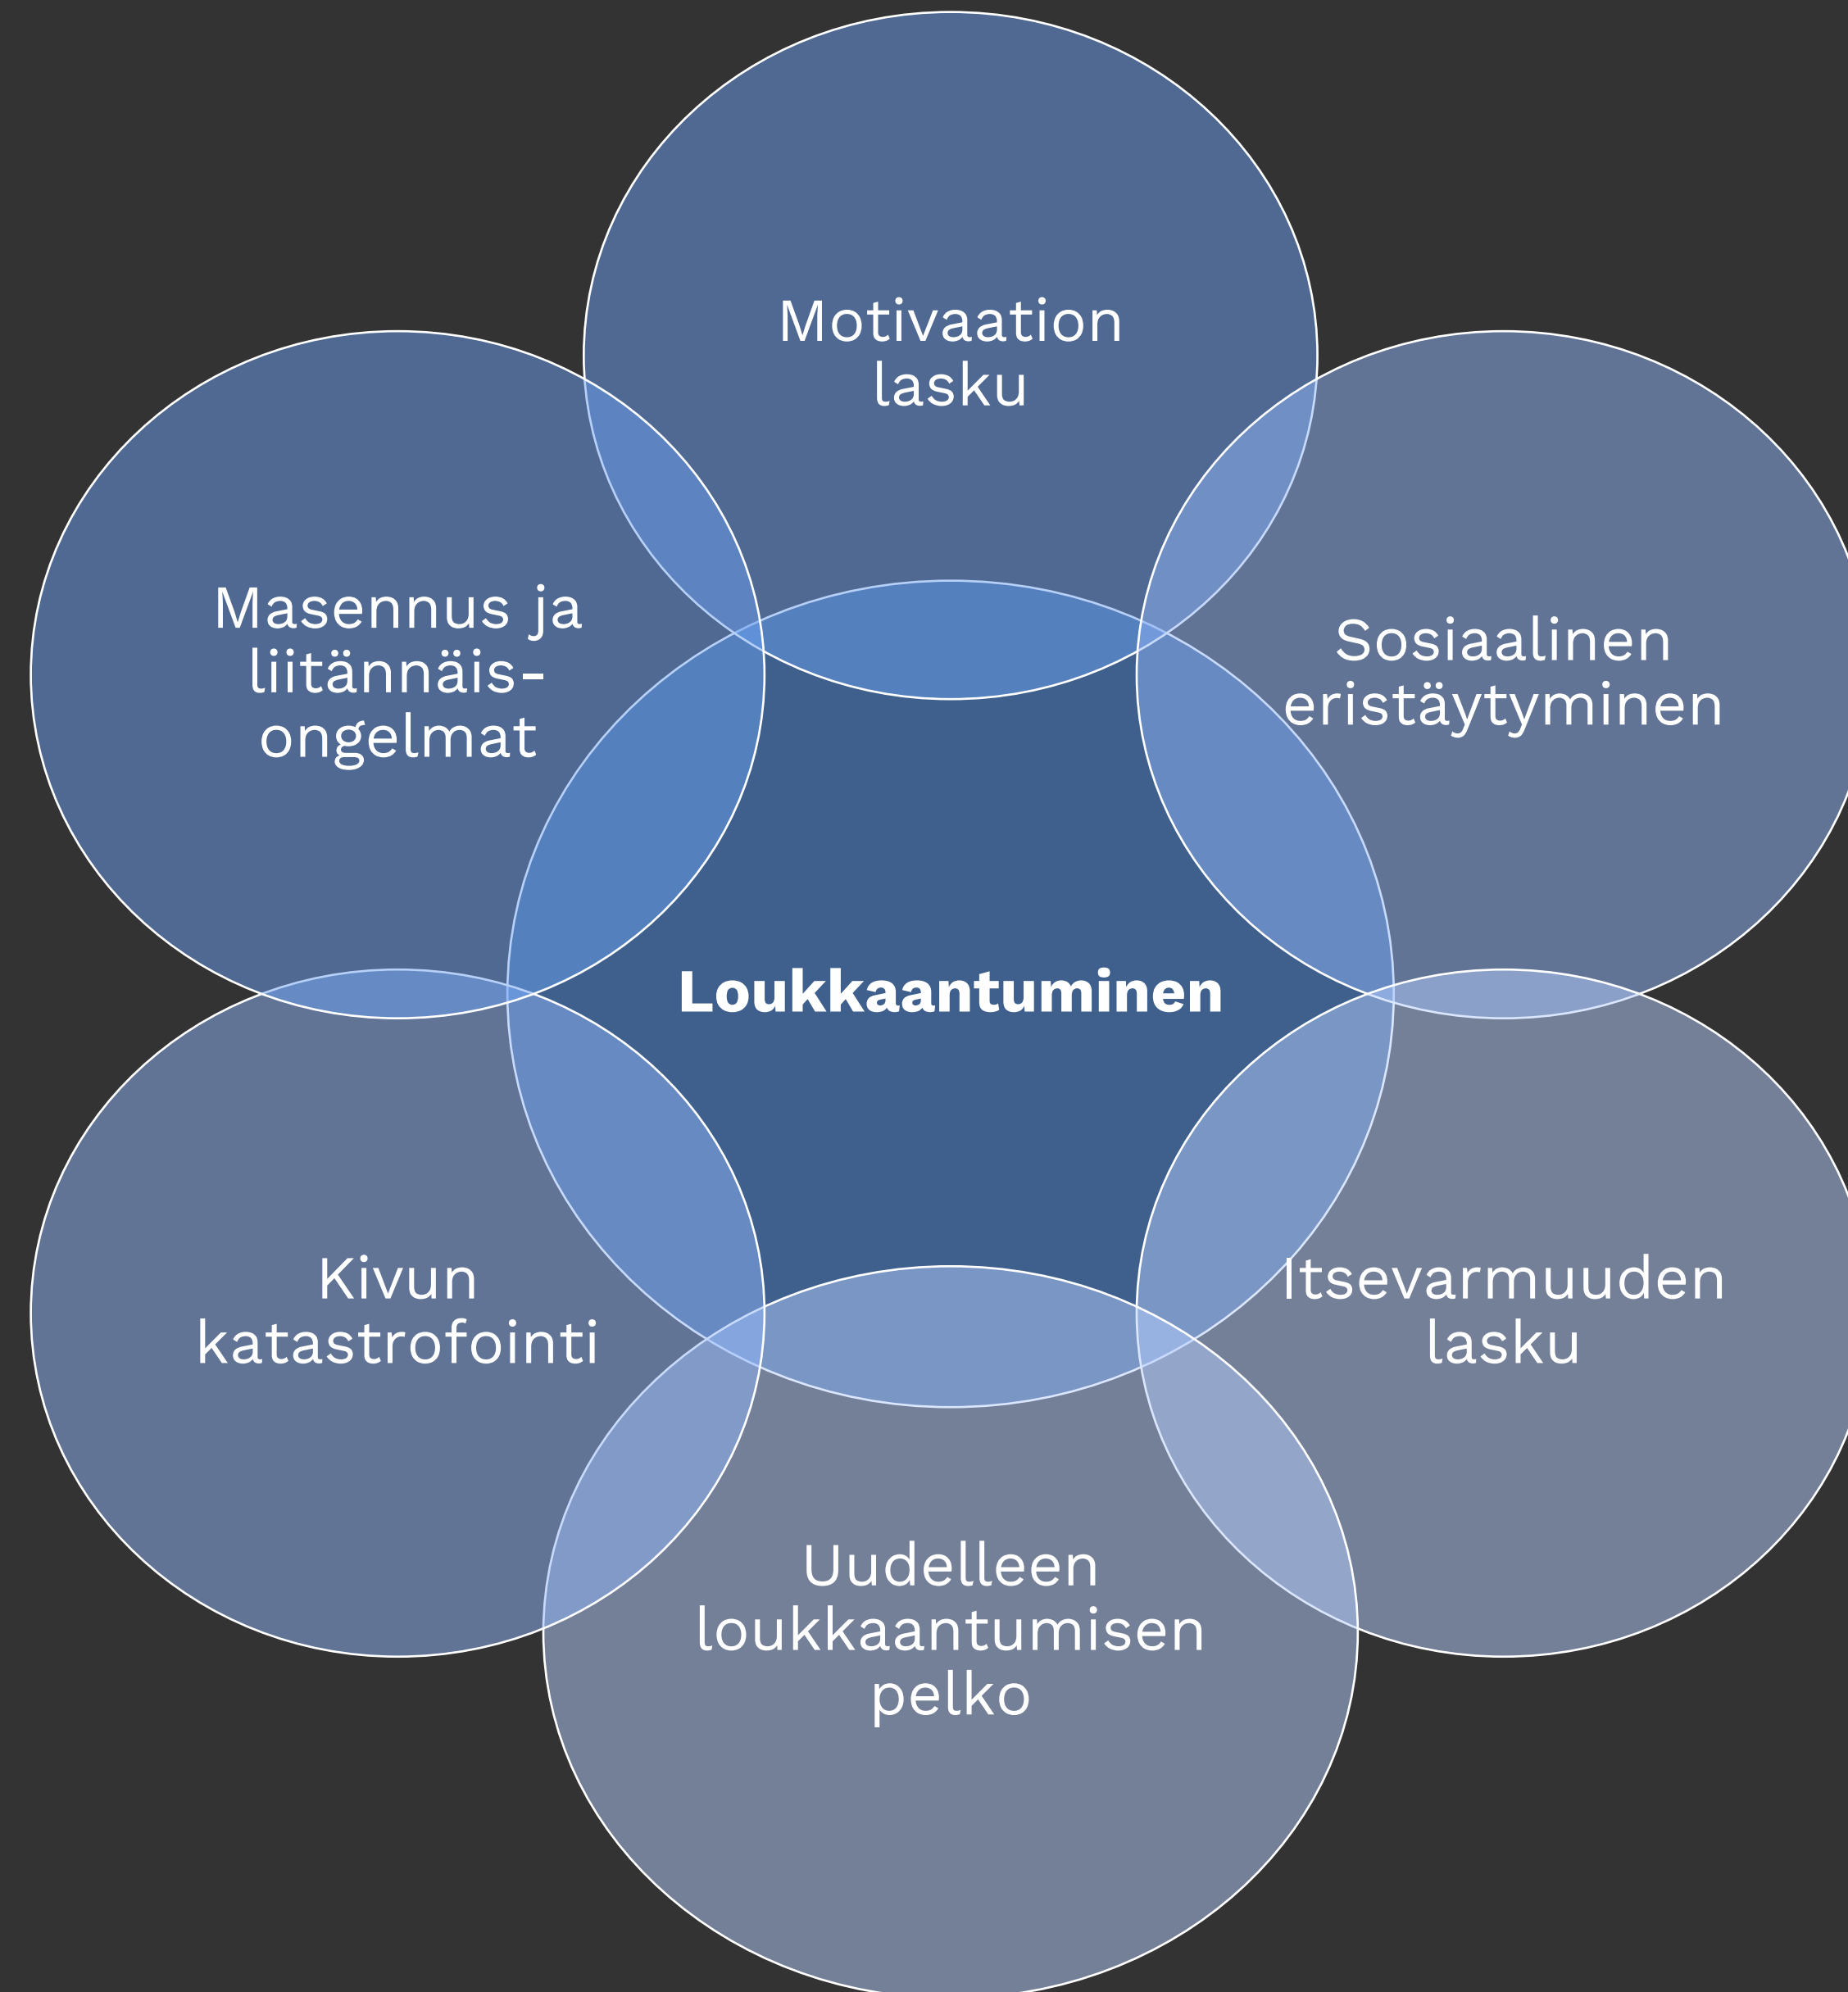 Motivaation
lasku
Masennus ja
liitännäis-
ongelmat
Sosiaalinen
eristäytyminen
Loukkaantuminen
Kivun
katastrofointi
Itsevarmuuden
lasku
Uudelleen
loukkaantumisen
pelko